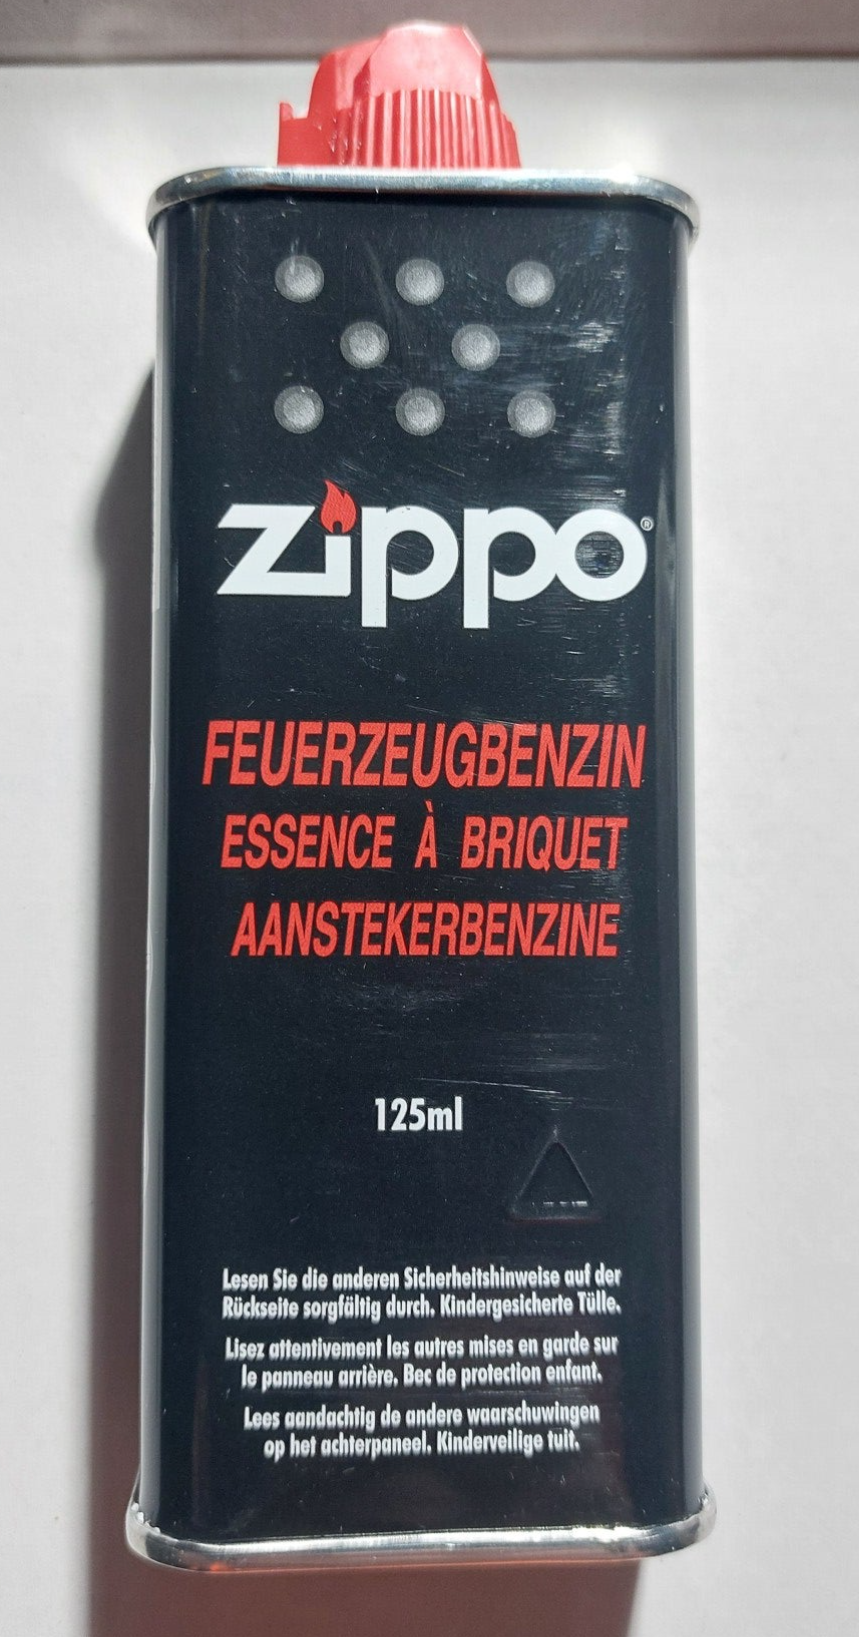 zippo®
FEUERZEUGBENZIN
ESSENCE À BRIQUET
AANSTEKERBENZINE
125ml
Lesen Sie die anderen Sicherheitshinweise auf der
Rückseite sorgfältig durch. Kindergesicherte Tülle.
Lisez attentivement les autres mises en garde sur
le panneau arrière. Bec de protection enfant.
Lees aandachtig de andere waarschuwingen
op het achterpaneel. Kinderveilige tuit.